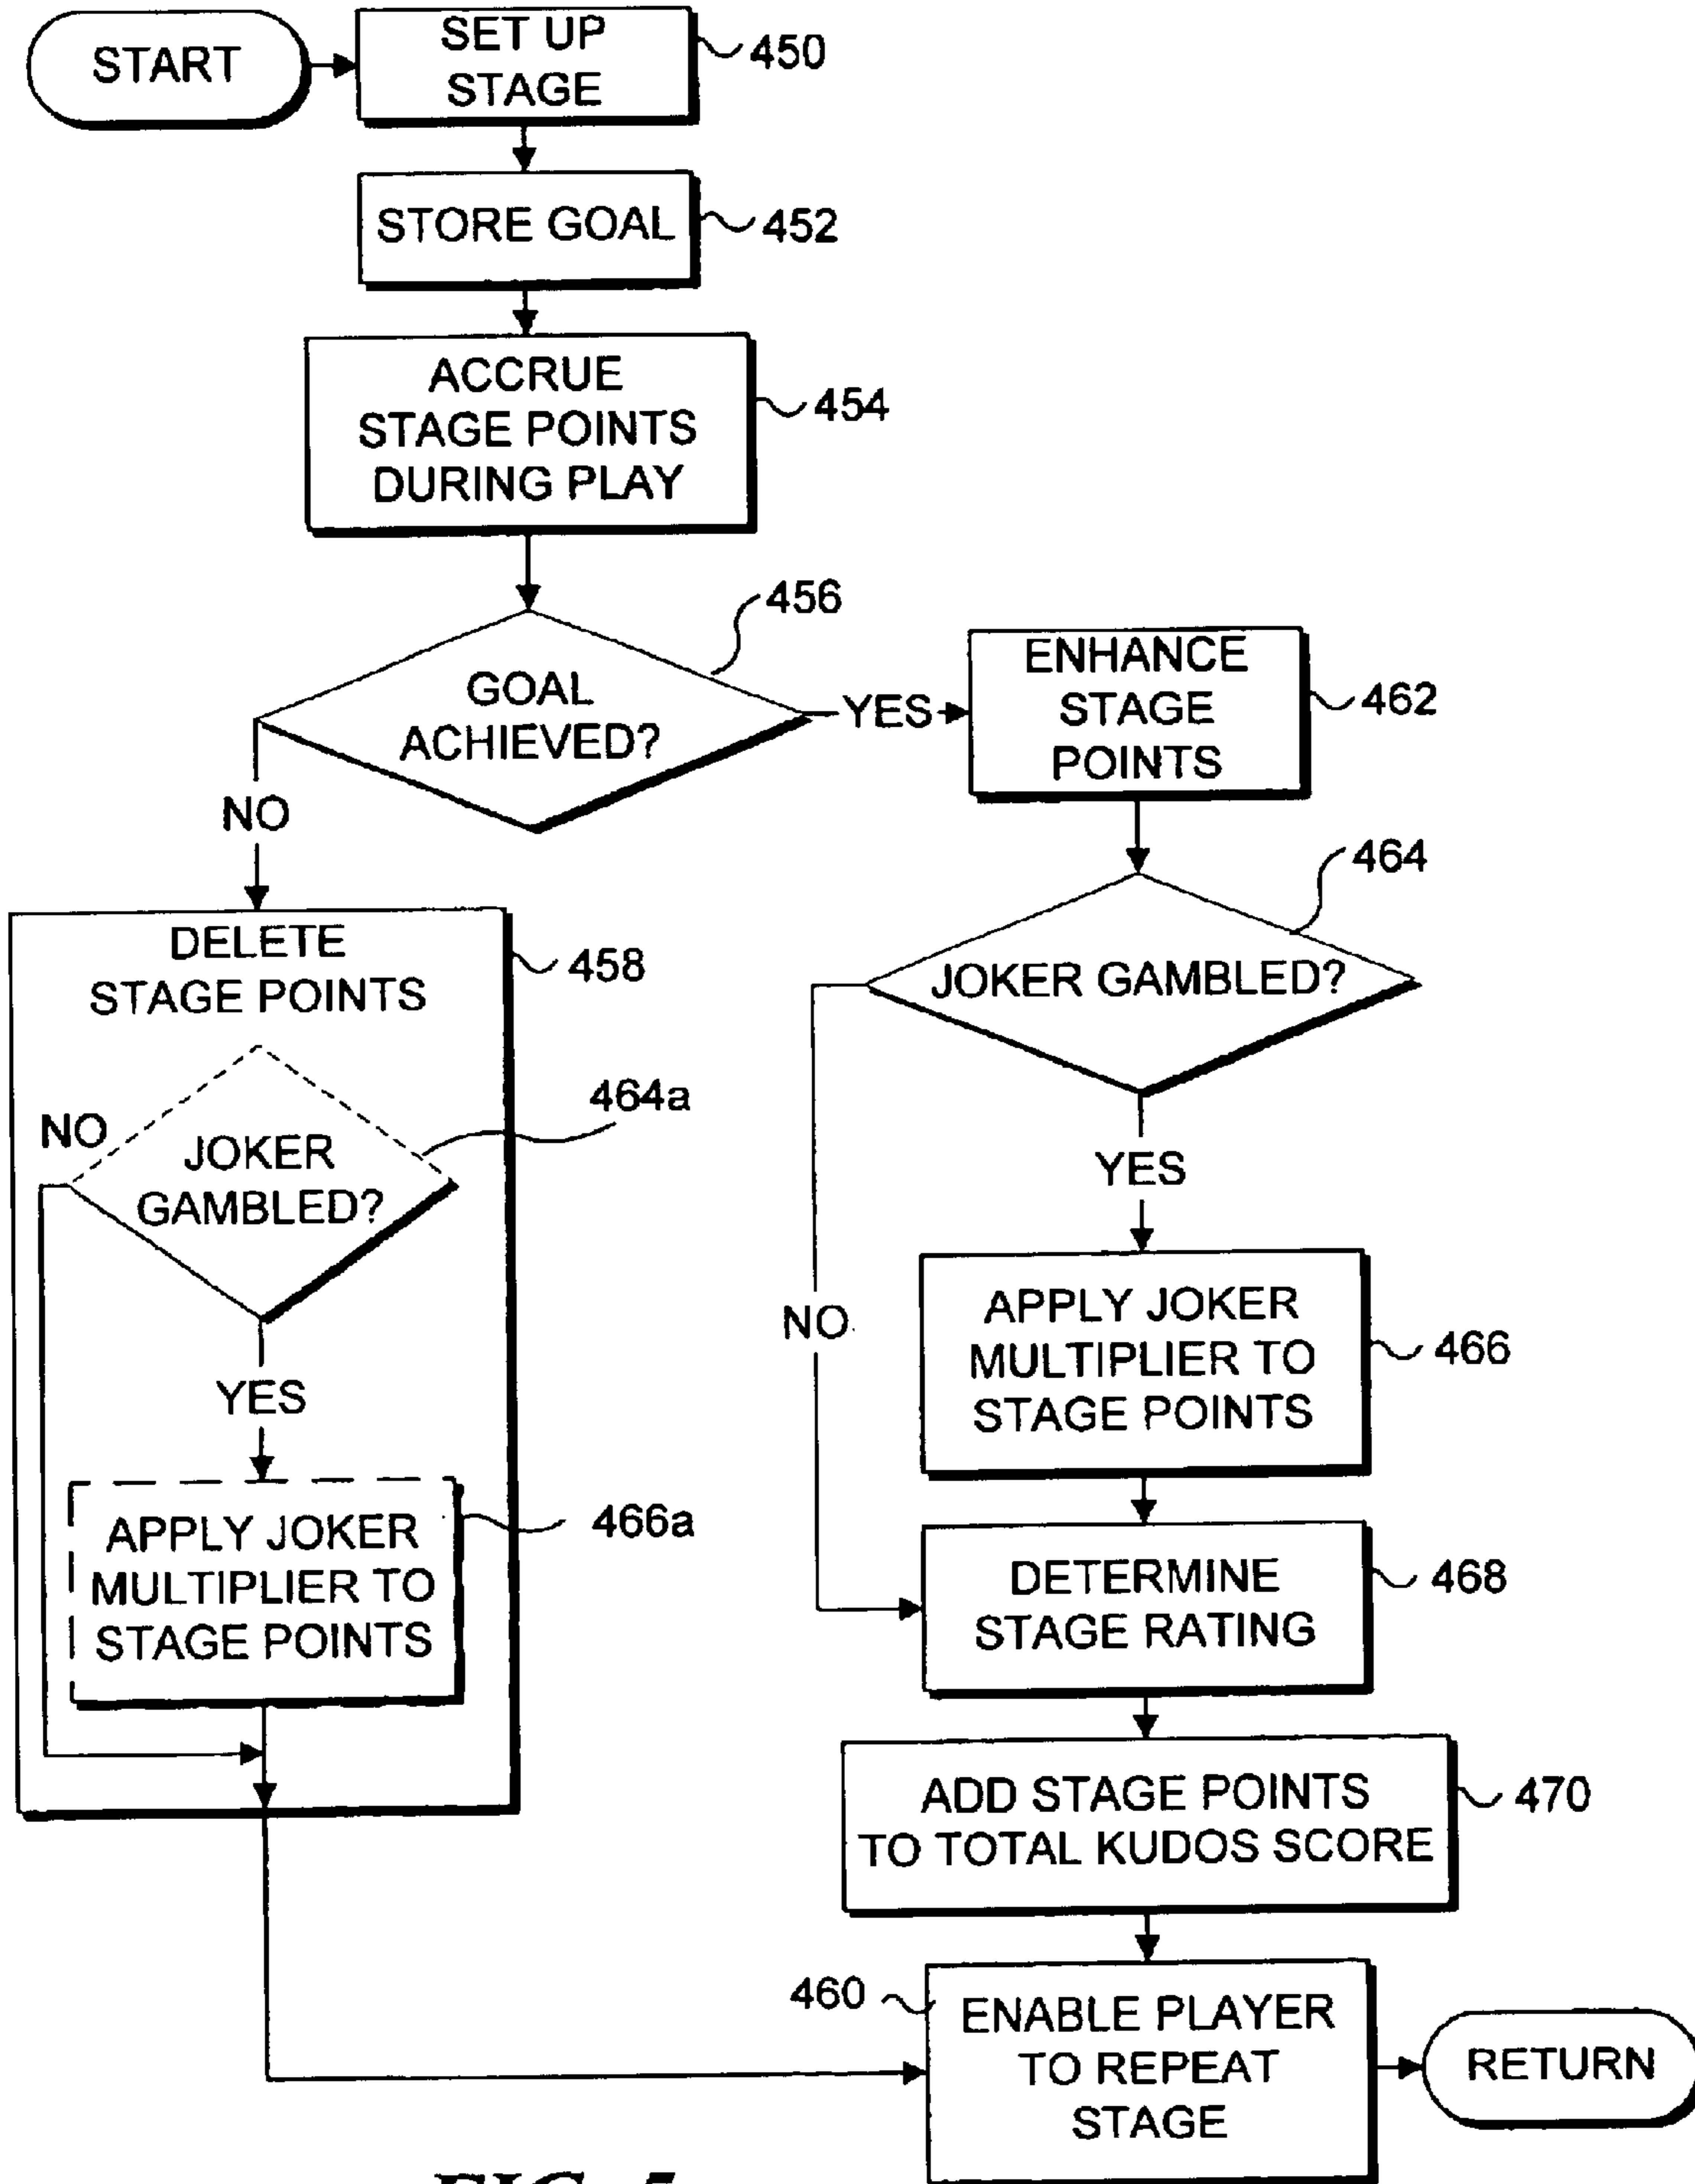 START
SET UP
STAGE
450
STORE GOAL
452
ACCRUE
STAGE POINTS
DURING PLAY
454
456
GOAL
ACHIEVED?
YES
ENHANCE
STAGE
POINTS
462
NO
464
DELETE
STAGE POINTS
458
JOKER GAMBLED?
464a
NO
JOKER
GAMBLED?
YES
YES
NO
APPLY JOKER
MULTIPLIER TO
STAGE POINTS
466
APPLY JOKER
MULTIPLIER TO
STAGE POINTS
466a
DETERMINE
STAGE RATING
468
ADD STAGE POINTS
TO TOTAL KUDOS SCORE
470
460
ENABLE PLAYER
TO REPEAT
STAGE
RETURN